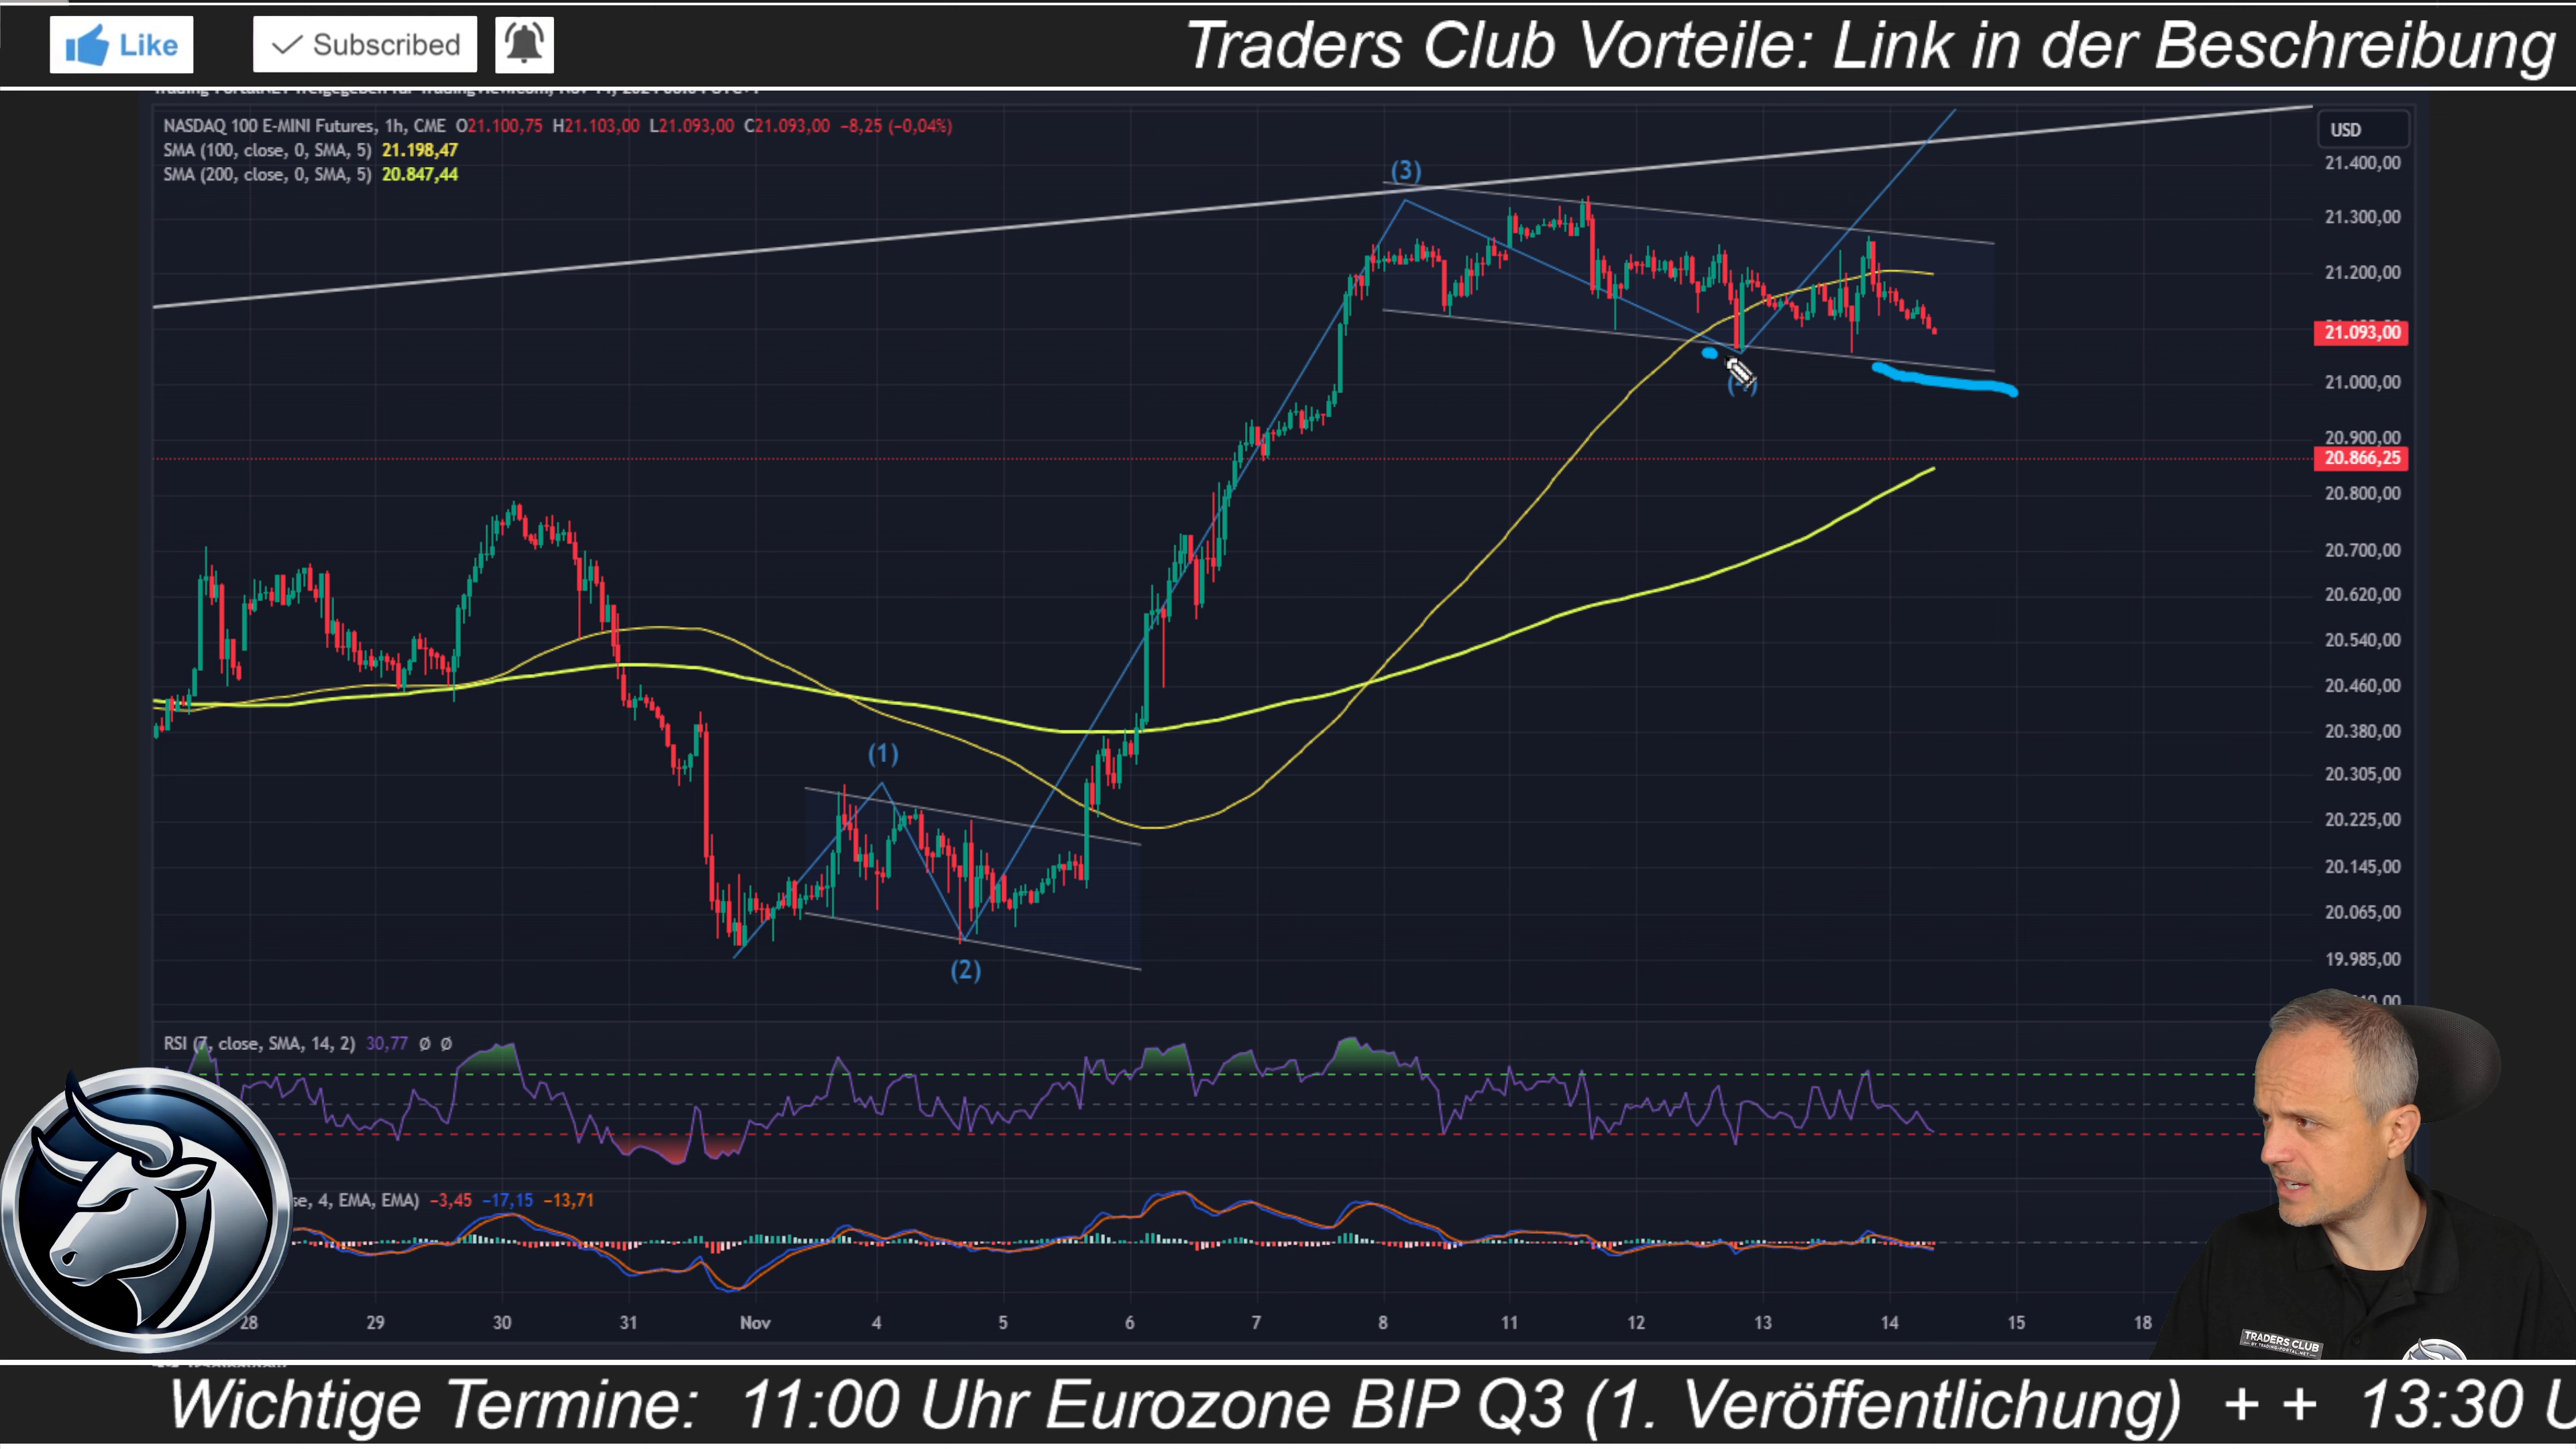 Like
Subscribed
Traders Club Vorteile: Link in der Beschreibung
NASDAQ 100 E-MINI Futures, 1h, CME O21.100,75 H21.103,00 L21.093,00 C21.093,00 −8,25 (−0,04%)
SMA (100, close, 0, SMA, 5) 21.198,47
SMA (200, close, 0, SMA, 5) 20.847,44
USD
21.400,00
21.300,00
21.200,00
21.093,00
21.000,00
20.900,00
20.866,25
20.800,00
20.700,00
20.620,00
20.540,00
20.460,00
20.380,00
20.305,00
20.225,00
20.145,00
20.065,00
19.985,00
(3)
(1)
(2)
RSI (7, close, SMA, 14, 2) 30,77 Ø Ø
se, 4, EMA, EMA) −3,45 −17,15 −13,71
28 29 30 31 Nov 4 5 6 7 8 11 12 13 14 15 18
TRADERS CLUB
Wichtige Termine: 11:00 Uhr Eurozone BIP Q3 (1. Veröffentlichung) + + 13:30 U